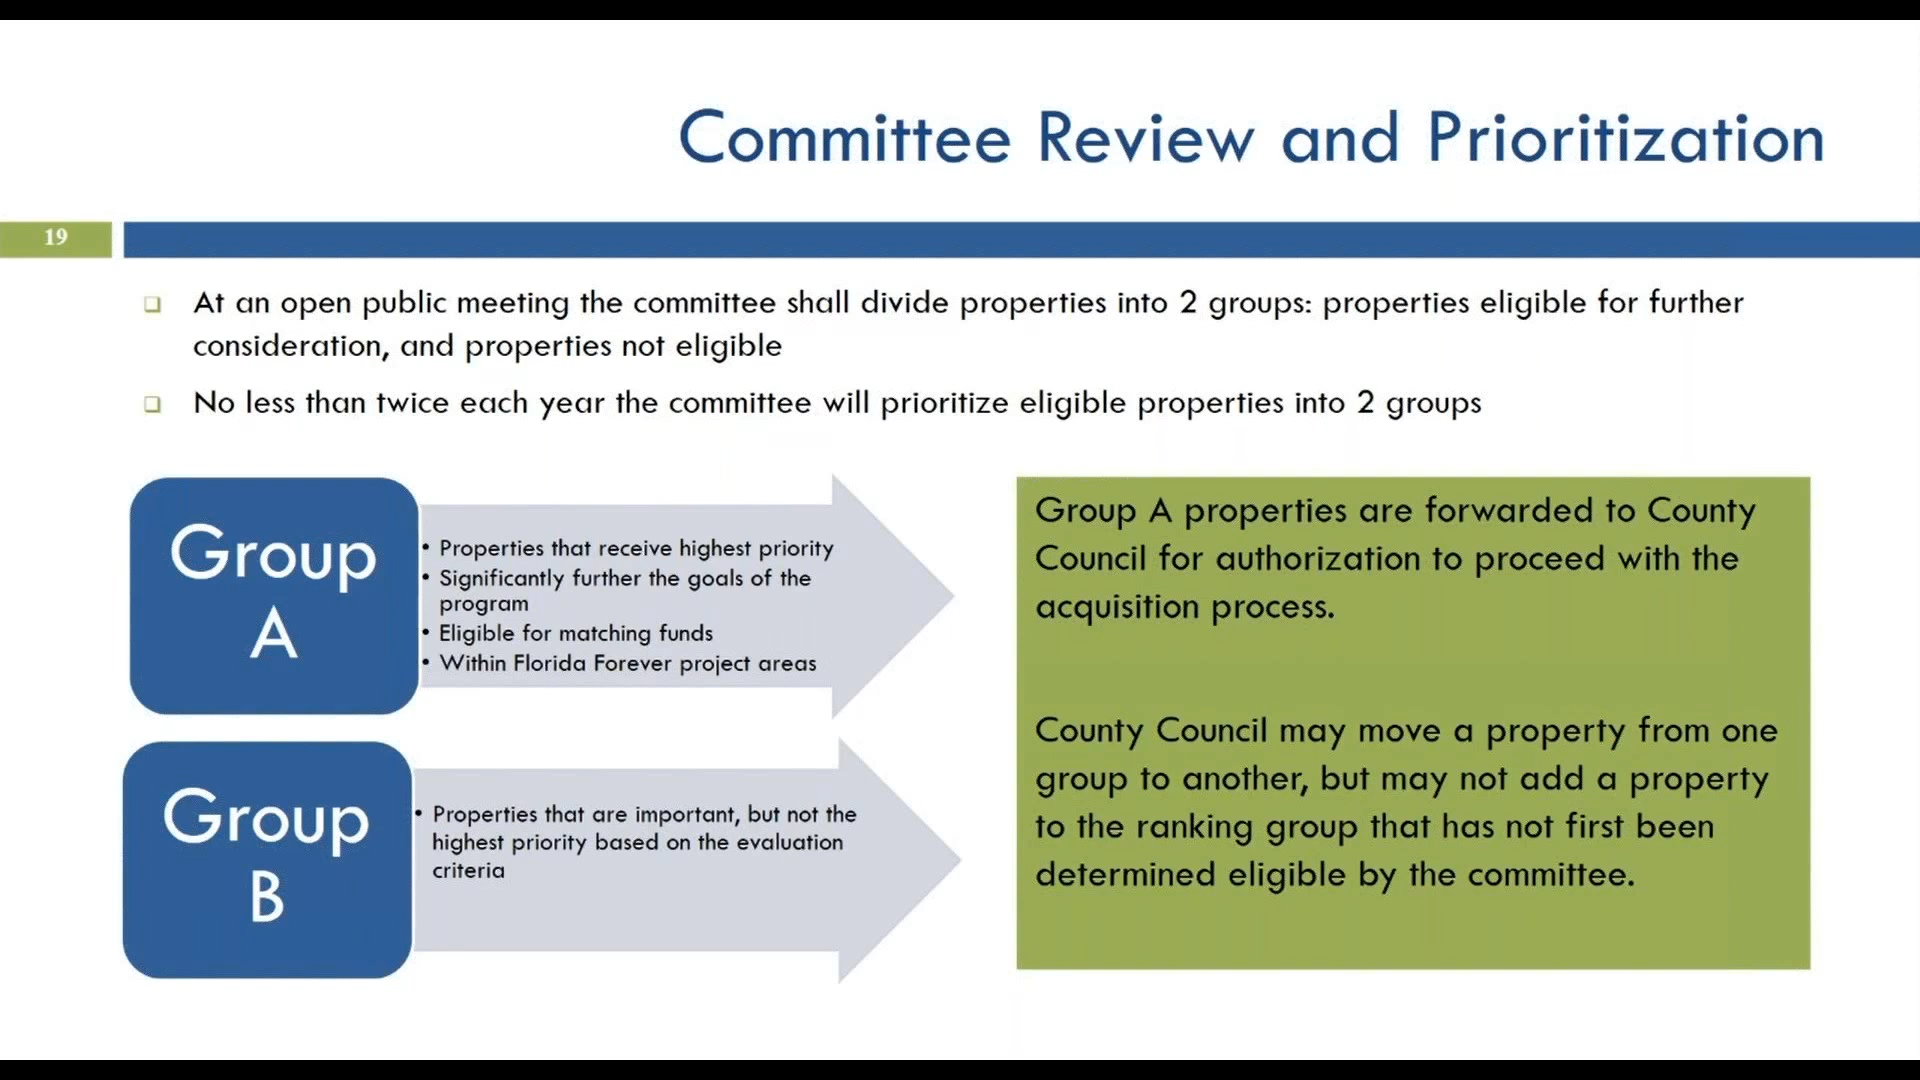 Committee Review and Prioritization
19
At an open public meeting the committee shall divide properties into 2 groups: properties eligible for further
consideration, and properties not eligible
No less than twice each year the committee will prioritize eligible properties into 2 groups
Group
A
• Properties that receive highest priority
• Significantly further the goals of the
program
• Eligible for matching funds
• Within Florida Forever project areas
Group
B
• Properties that are important, but not the
highest priority based on the evaluation
criteria
Group A properties are forwarded to County
Council for authorization to proceed with the
acquisition process.
County Council may move a property from one
group to another, but may not add a property
to the ranking group that has not first been
determined eligible by the committee.